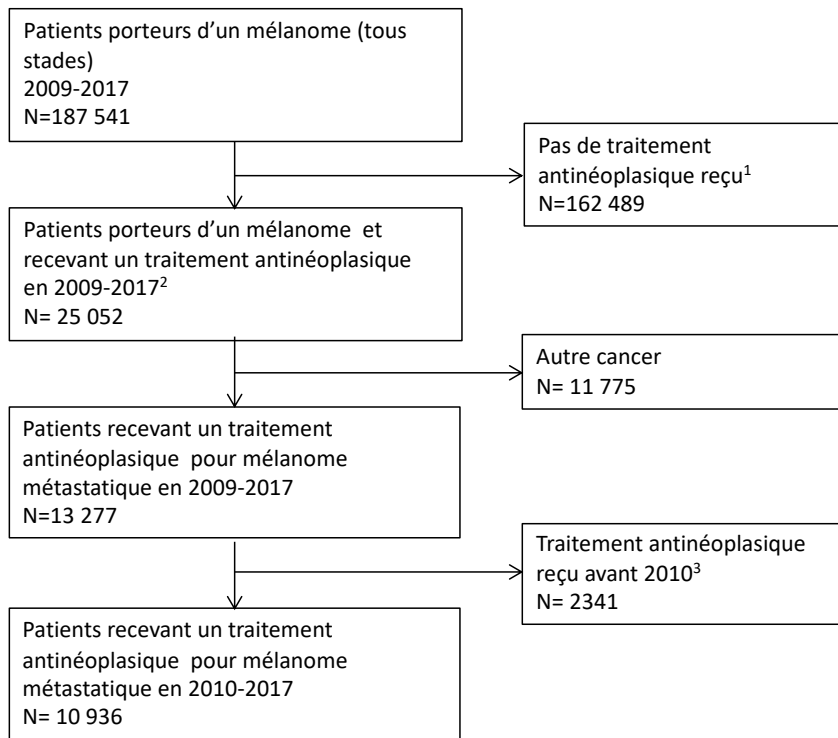 Patients porteurs d’un mélanome (tous
stades)
2009-2017
N=187 541
Pas de traitement
antinéoplasique reçu¹
N=162 489
Patients porteurs d’un mélanome  et
recevant un traitement antinéoplasique
en 2009-2017²
N= 25 052
Autre cancer
N= 11 775
Patients recevant un traitement
antinéoplasique  pour mélanome
métastatique en 2009-2017
N=13 277
Traitement antinéoplasique
reçu avant 2010³
N= 2341
Patients recevant un traitement
antinéoplasique  pour mélanome
métastatique en 2010-2017
N= 10 936